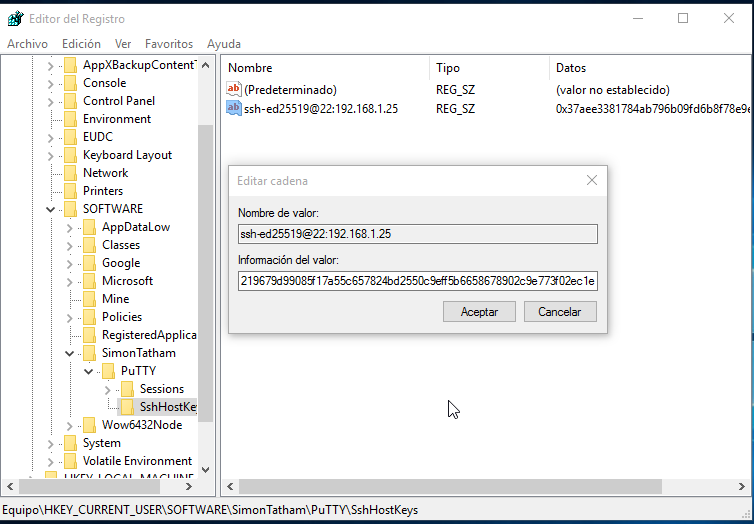 Editor del Registro
Archivo Edición Ver Favoritos Ayuda
AppXBackupContentT
Console
Control Panel
Environment
EUDC
Keyboard Layout
Network
Printers
SOFTWARE
AppDataLow
Classes
Google
Microsoft
Mine
Policies
RegisteredApplica
SimonTatham
PuTTY
Sessions
SshHostKey
Wow6432Node
System
Volatile Environment
HKEY_LOCAL_MACHINE
Nombre Tipo Datos
(Predeterminado) REG_SZ (valor no establecido)
ssh-ed25519@22:192.168.1.25 REG_SZ 0x37aee3381784ab796b09fd6b8f78e9e
Editar cadena
Nombre de valor:
ssh-ed25519@22:192.168.1.25
Información del valor:
219679d99085f17a55c657824bd2550c9eff5b6658678902c9e773f02ec1e
Aceptar Cancelar
Equipo\HKEY_CURRENT_USER\SOFTWARE\SimonTatham\PuTTY\SshHostKeys